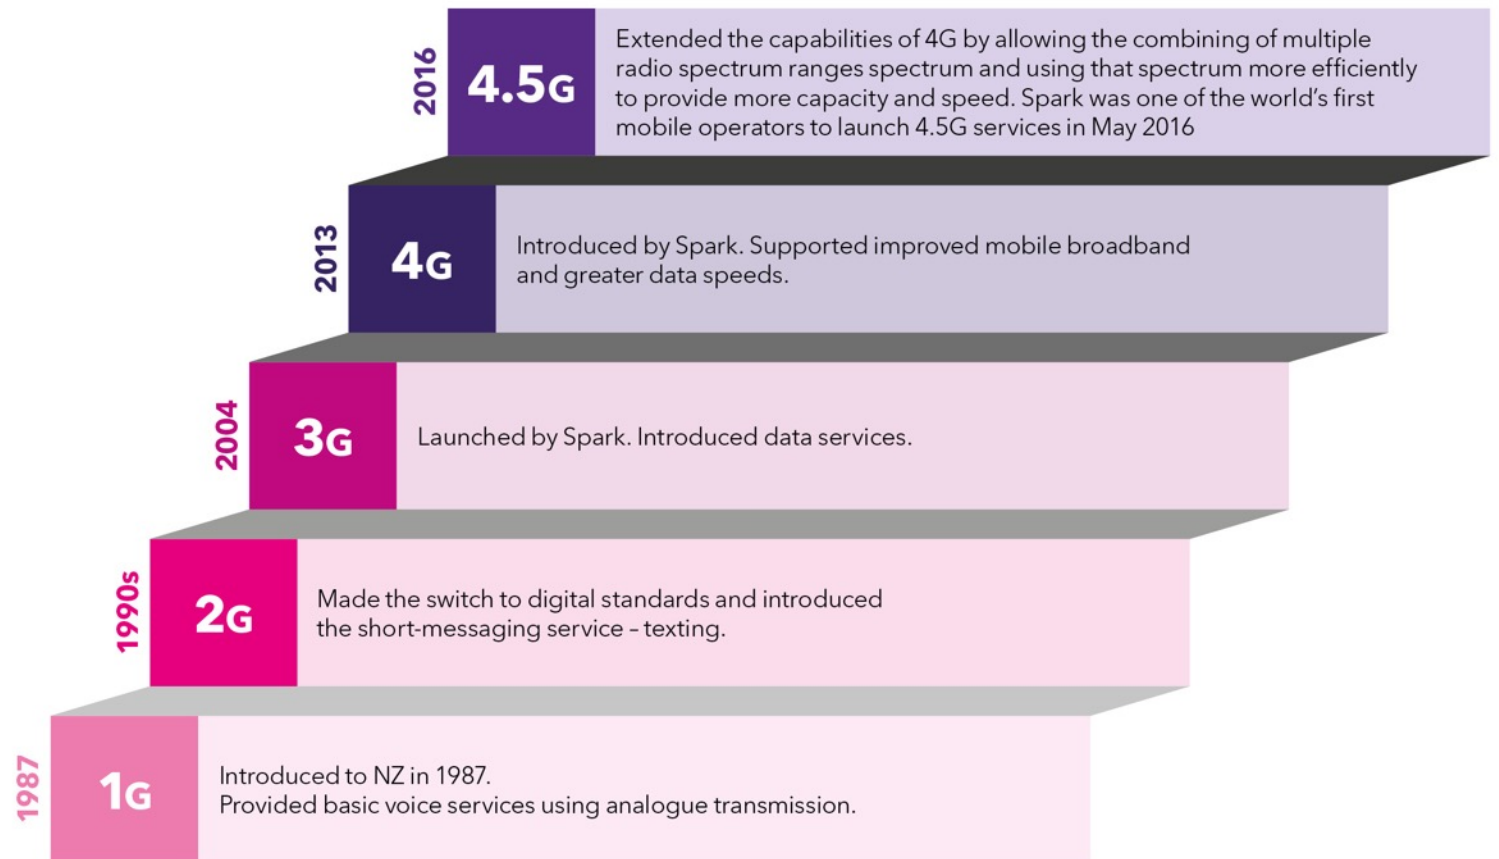 2016
4.5G
Extended the capabilities of 4G by allowing the combining of multiple
radio spectrum ranges spectrum and using that spectrum more efficiently
to provide more capacity and speed. Spark was one of the world's first
mobile operators to launch 4.5G services in May 2016
2013
4G
Introduced by Spark. Supported improved mobile broadband
and greater data speeds.
2004
3G
Launched by Spark. Introduced data services.
1990s
2G
Made the switch to digital standards and introduced
the short-messaging service – texting.
1987
1G
Introduced to NZ in 1987.
Provided basic voice services using analogue transmission.